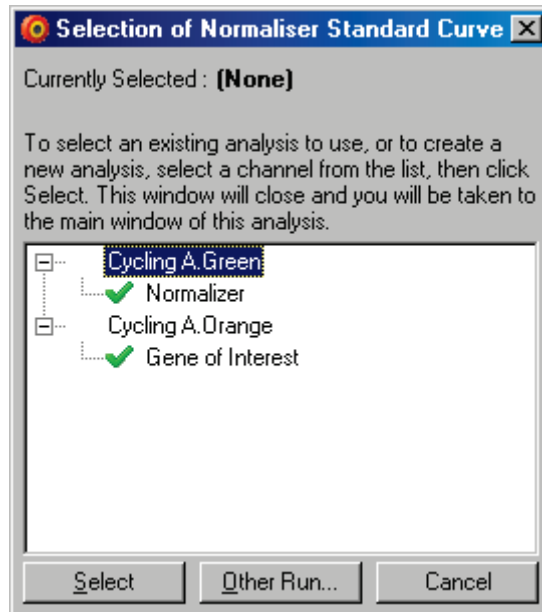 Selection of Normaliser Standard Curve
Currently Selected : (None)
To select an existing analysis to use, or to create a
new analysis, select a channel from the list, then click
Select. This window will close and you will be taken to
the main window of this analysis.
Cycling A.Green
Normalizer
Cycling A.Orange
Gene of Interest
Select Other Run... Cancel